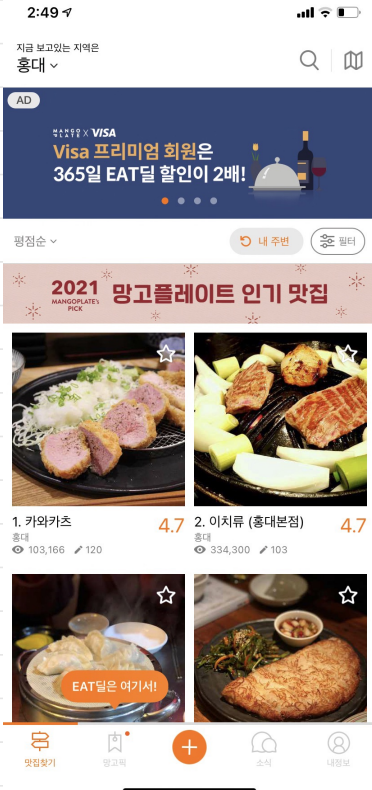 2:49
지금 보고있는 지역은
홍대
AD
MANGO PLATE X VISA
Visa 프리미엄 회원은
365일 EAT딜 할인이 2배!
평점순
내 주변
필터
2021
MANGOPLATE's
PICK
망고플레이트 인기 맛집
1. 카와카츠
4.7
홍대
103,166
120
2. 이치류 (홍대본점)
4.7
홍대
334,300
103
EAT딜은 여기서!
맛집찾기
망고픽
소식
내정보